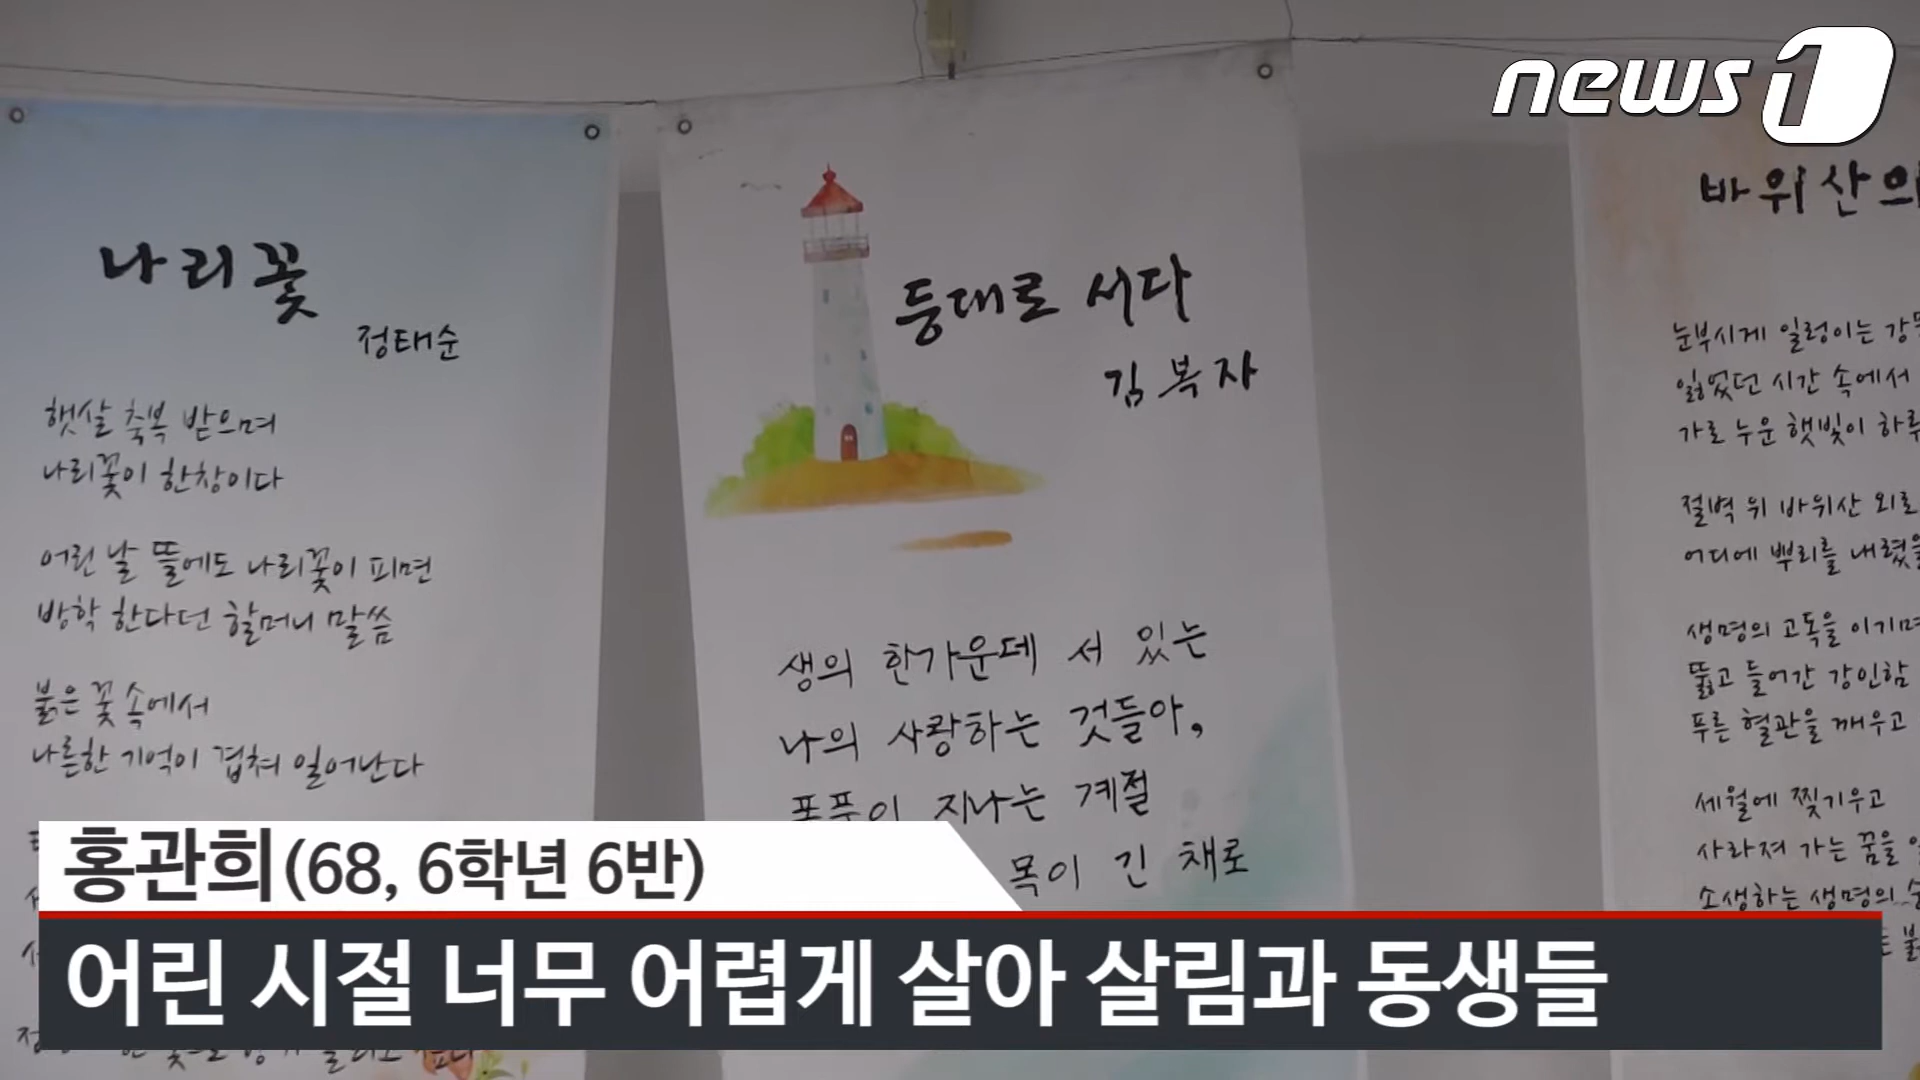 news1
나리꽃
정태순
햇살 축복 받으며
나리꽃이 한창이다
어린 날 뜰에도 나리꽃이 피면
방학 한다던 할머니 말씀
붉은 꽃 속에서
나른한 기억이 겹쳐 일어난다
등대로 서다
김복자
생의 한가운데 서 있는
나의 사랑하는 것들아,
폭풍이 지나는 계절
목이 긴 채로
바위산의
눈부시게 일렁이는
잃었던 시간 속에서
가로 누운 햇빛이 하루
절벽 위 바위산
어디에 뿌리를
생명의 고독을 이기며
뚫고 들어간 강인함
푸른 혈관을 깨우고
세월에 찢기우고
사라져 가는 꿈을
소생하는 생명의
홍관희(68, 6학년 6반)
어린 시절 너무 어렵게 살아 살림과 동생들